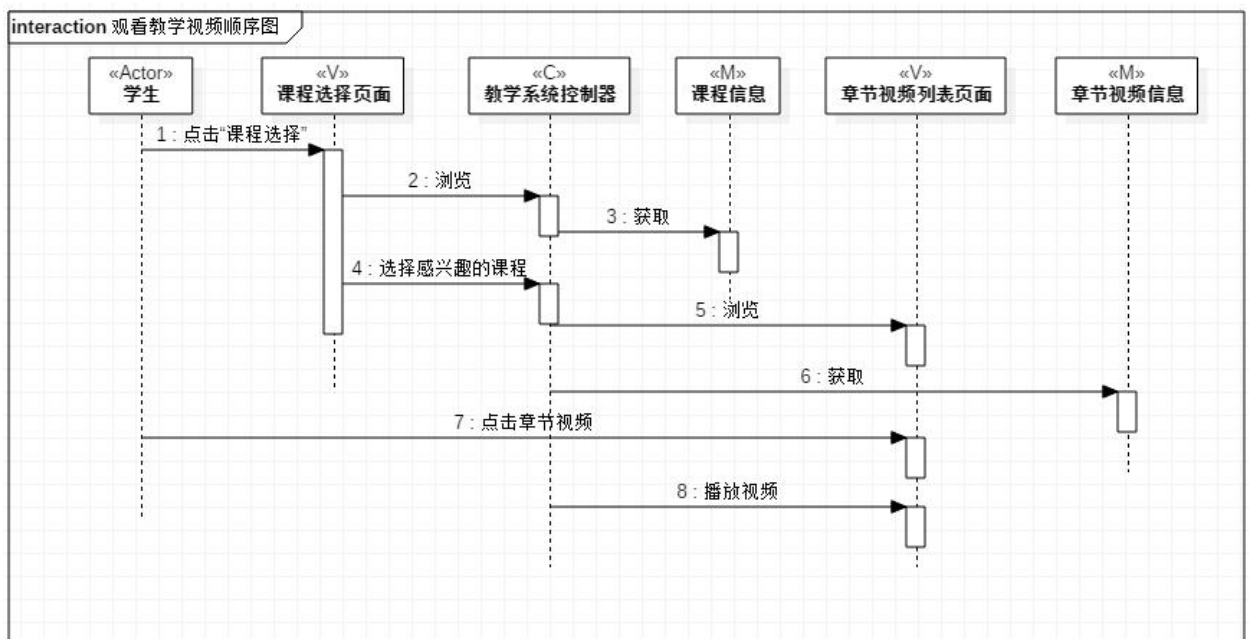 interaction 观看教学视频顺序图
«Actor»
学生
«V»
课程选择页面
«C»
教学系统控制器
«M»
课程信息
«V»
章节视频列表页面
«M»
章节视频信息
1 : 点击“课程选择”
2 : 浏览
3 : 获取
4 : 选择感兴趣的课程
5 : 浏览
6 : 获取
7 : 点击章节视频
8 : 播放视频